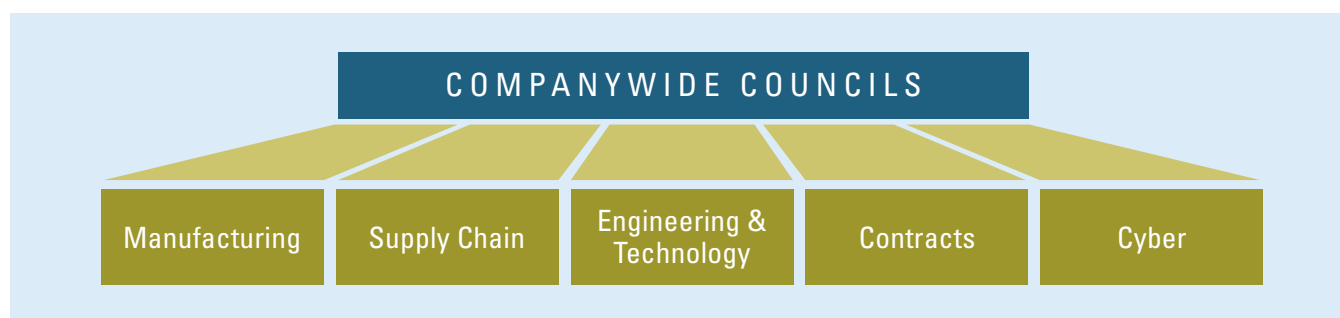 COMPANYWIDE COUNCILS
Manufacturing
Supply Chain
Engineering &
Technology
Contracts
Cyber